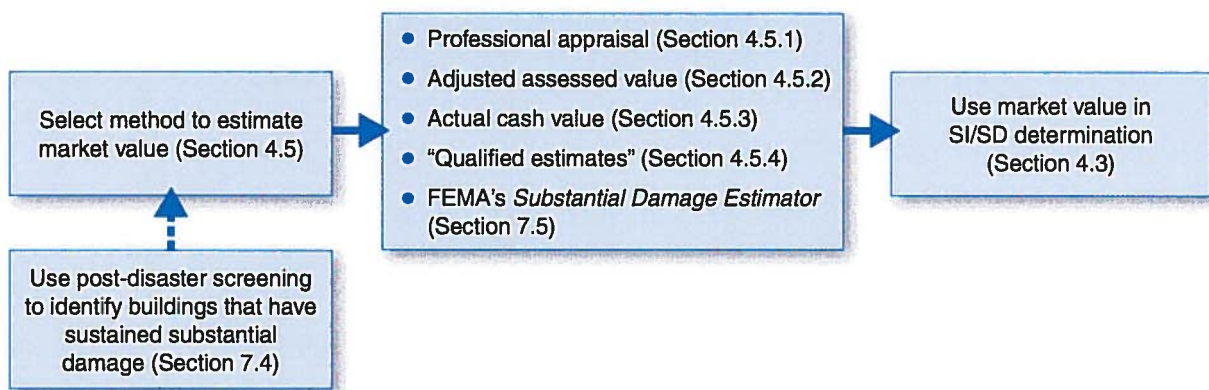 Select method to estimate
market value (Section 4.5)
Use post-disaster screening
to identify buildings that have
sustained substantial
damage (Section 7.4)
• Professional appraisal (Section 4.5.1)
• Adjusted assessed value (Section 4.5.2)
• Actual cash value (Section 4.5.3)
• “Qualified estimates” (Section 4.5.4)
• FEMA’s Substantial Damage Estimator
(Section 7.5)
Use market value in
SI/SD determination
(Section 4.3)